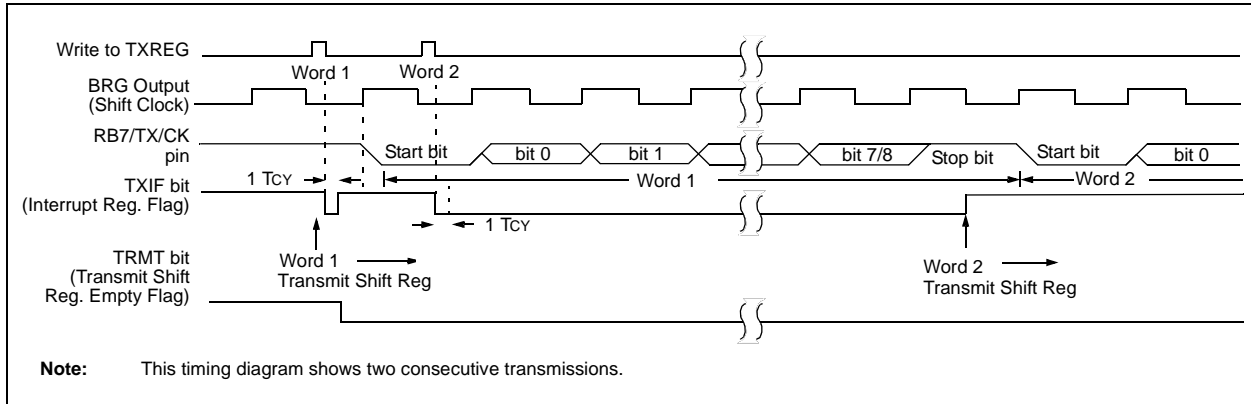 Write to TXREG
Word 1
Word 2
BRG Output
(Shift Clock)
RB7/TX/CK
pin
Start bit
bit 0
bit 1
bit 7/8
Stop bit
Start bit
bit 0
1 TCY
Word 1
Word 2
TXIF bit
(Interrupt Reg. Flag)
1 TCY
TRMT bit
(Transmit Shift
Reg. Empty Flag)
Word 1
Transmit Shift Reg
Word 2
Transmit Shift Reg
Note: This timing diagram shows two consecutive transmissions.